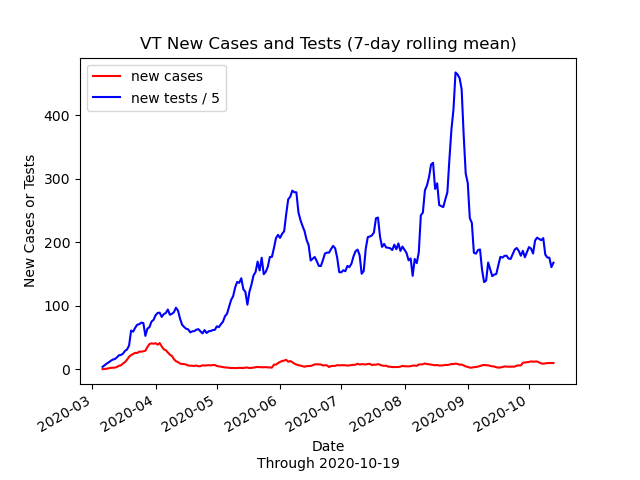 VT New Cases and Tests (7-day rolling mean)
new cases
new tests / 5
New Cases or Tests
400
300
200
100
0
2020-03
2020-04
2020-05
2020-06
2020-07
2020-08
2020-09
2020-10
Date
Through 2020-10-19